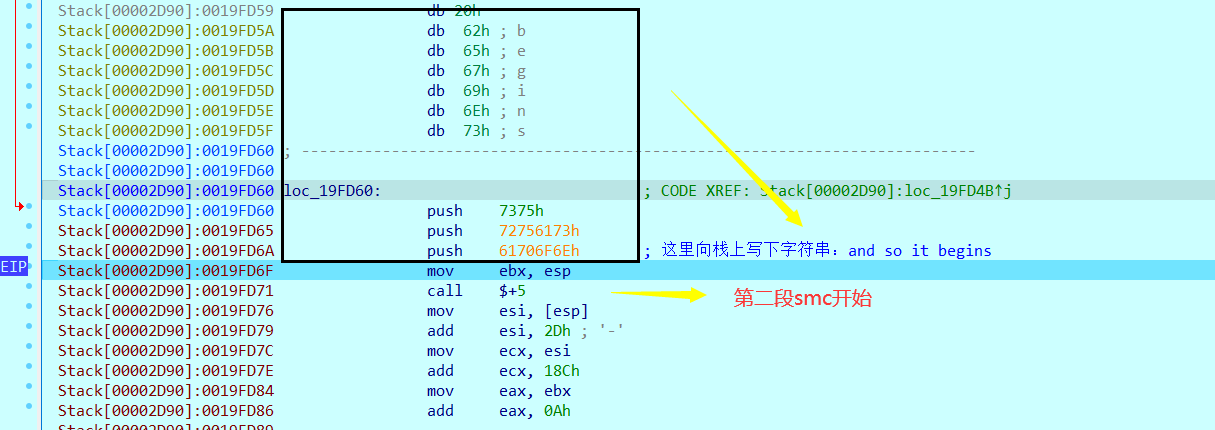 Stack[00002D90]:0019FD59 db 20h
Stack[00002D90]:0019FD5A db 62h ; b
Stack[00002D90]:0019FD5B db 65h ; e
Stack[00002D90]:0019FD5C db 67h ; g
Stack[00002D90]:0019FD5D db 69h ; i
Stack[00002D90]:0019FD5E db 6Eh ; n
Stack[00002D90]:0019FD5F db 73h ; s
Stack[00002D90]:0019FD60 ; ---------------------------------------------------------------------------
Stack[00002D90]:0019FD60
Stack[00002D90]:0019FD60 loc_19FD60: ; CODE XREF: Stack[00002D90]:loc_19FD4B↑j
Stack[00002D90]:0019FD60 push 7375h
Stack[00002D90]:0019FD65 push 72756173h
Stack[00002D90]:0019FD6A push 61706F6Eh ; 这里向栈上写下字符串：and so it begins
EIP Stack[00002D90]:0019FD6F mov ebx, esp
Stack[00002D90]:0019FD71 call $+5 第二段smc开始
Stack[00002D90]:0019FD76 mov esi, [esp]
Stack[00002D90]:0019FD79 add esi, 2Dh ; '-'
Stack[00002D90]:0019FD7C mov ecx, esi
Stack[00002D90]:0019FD7E add ecx, 18Ch
Stack[00002D90]:0019FD84 mov eax, ebx
Stack[00002D90]:0019FD86 add eax, 0Ah